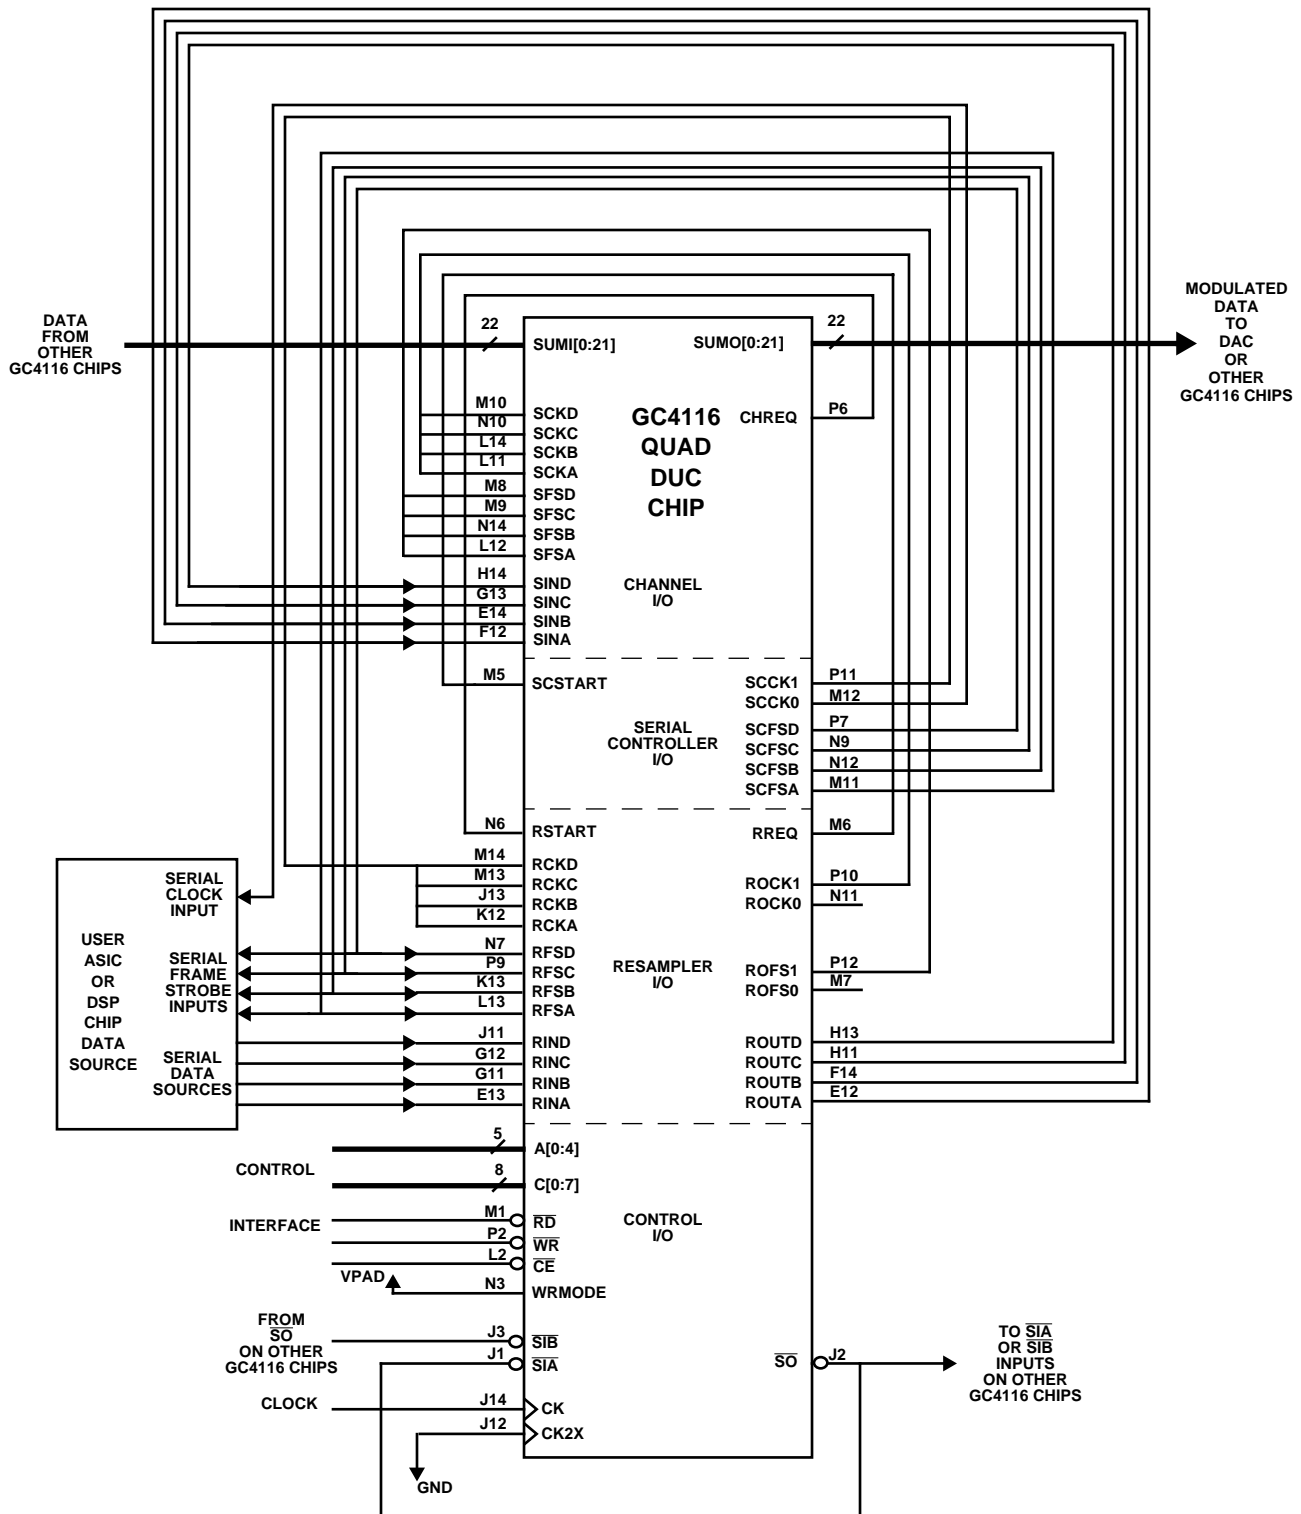 DATA
FROM
OTHER
GC4116 CHIPS
22
SUMI[0:21]
SUMO[0:21]
22
MODULATED
DATA
TO
DAC
OR
OTHER
GC4116 CHIPS
GC4116
QUAD
DUC
CHIP
CHREQ
P6
M10
SCKD
N10
SCKC
L14
SCKB
L11
SCKA
M8
SFSD
M9
SFSC
N14
SFSB
L12
SFSA
H14
SIND
G13
SINC
E14
SINB
F12
SINA
CHANNEL
I/O
M5
SCSTART
SERIAL
CONTROLLER
I/O
SCCK1
P11
SCCK0
M12
SCFSD
P7
SCFSC
N9
SCFSB
N12
SCFSA
M11
N6
RSTART
RREQ
M6
M14
RCKD
M13
RCKC
J13
RCKB
K12
RCKA
ROCK1
P10
ROCK0
N11
USER
ASIC
OR
DSP
CHIP
DATA
SOURCE
SERIAL
CLOCK
INPUT
SERIAL
FRAME
STROBE
INPUTS
SERIAL
DATA
SOURCES
N7
RFSD
P9
RFSC
K13
RFSB
L13
RFSA
RESAMPLER
I/O
ROFS1
P12
ROFS0
M7
J11
RIND
G12
RINC
G11
RINB
E13
RINA
ROUTD
H13
ROUTC
H11
ROUTB
F14
ROUTA
E12
CONTROL
INTERFACE
5
A[0:4]
8
C[0:7]
M1
RD
P2
WR
L2
CE
VPAD
N3
WRMODE
CONTROL
I/O
FROM
SO
ON OTHER
GC4116 CHIPS
J3
SIB
J1
SIA
SO
J2
TO SIA
OR SIB
INPUTS
ON OTHER
GC4116 CHIPS
CLOCK
J14
CK
J12
CK2X
GND